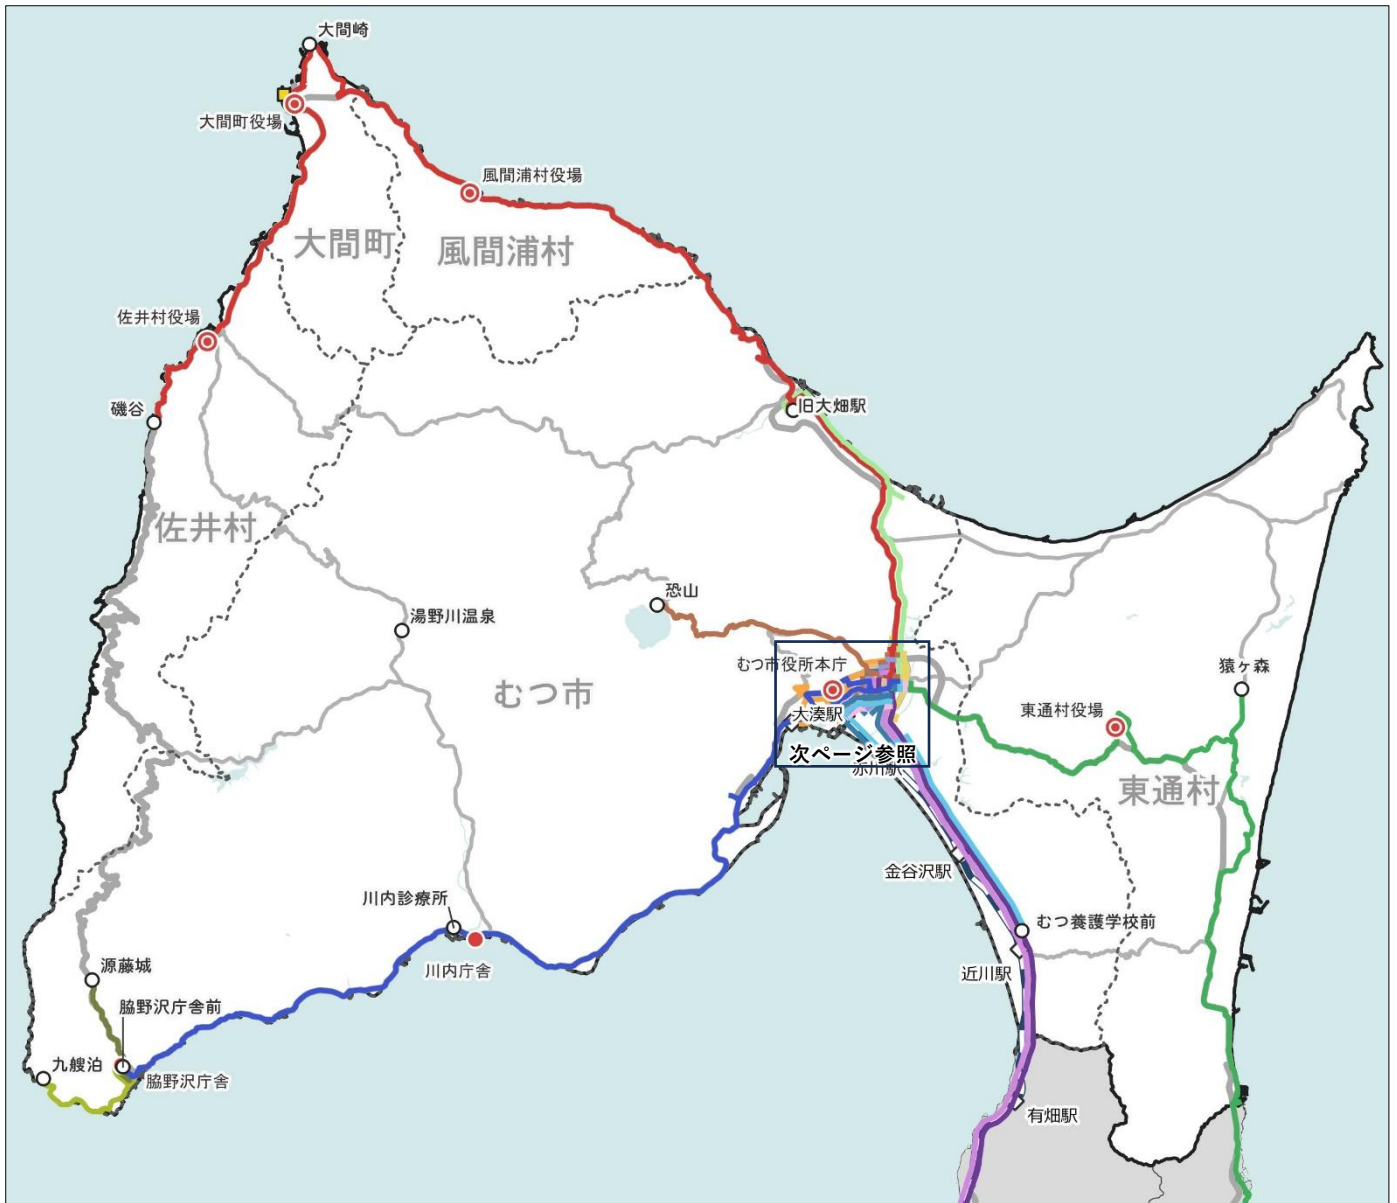 大間崎
大間町役場
風間浦村役場
大間町
風間浦村
佐井村役場
磯谷
旧大畑駅
佐井村
恐山
湯野川温泉
むつ市役所本庁
猿ヶ森
むつ市
大湊駅
東通村役場
次ページ参照
赤川駅
東通村
金谷沢駅
川内診療所
むつ養護学校前
川内庁舎
近川駅
源藤城
脇野沢庁舎前
九艘泊
脇野沢庁舎
有畑駅